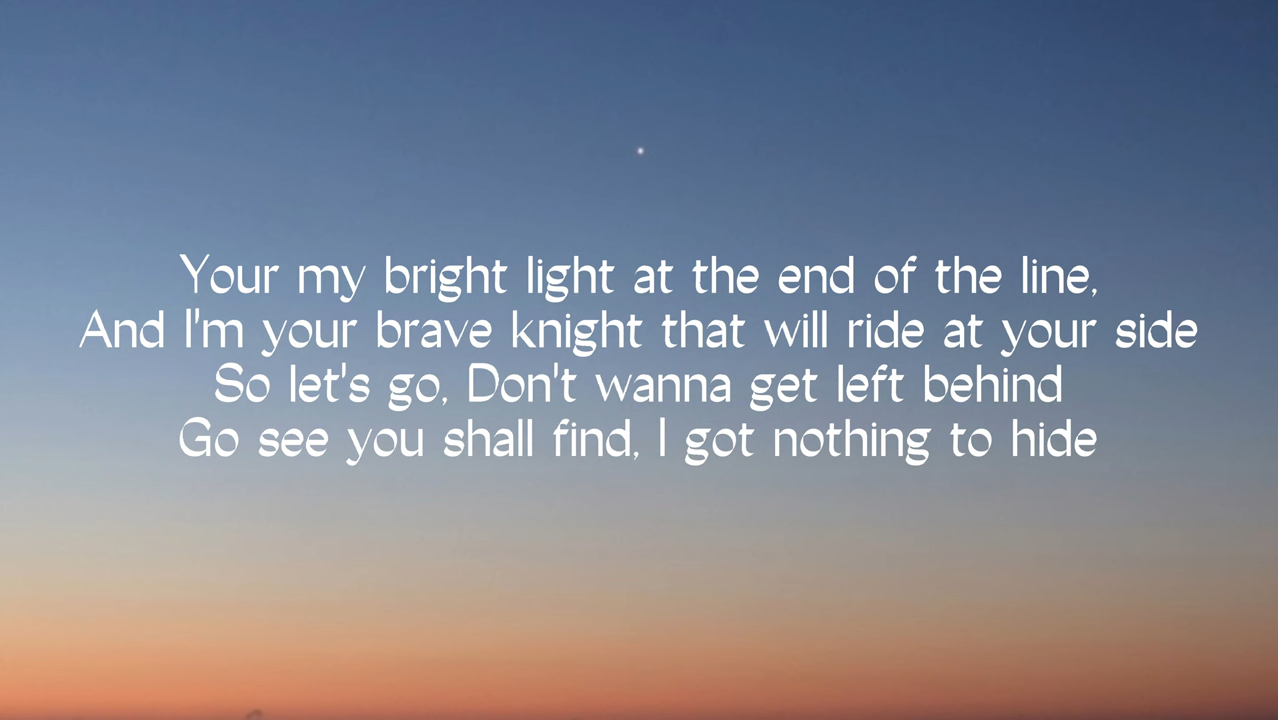 Your my bright light at the end of the line,
And I'm your brave knight that will ride at your side
So let's go, Don't wanna get left behind
Go see you shall find, I got nothing to hide